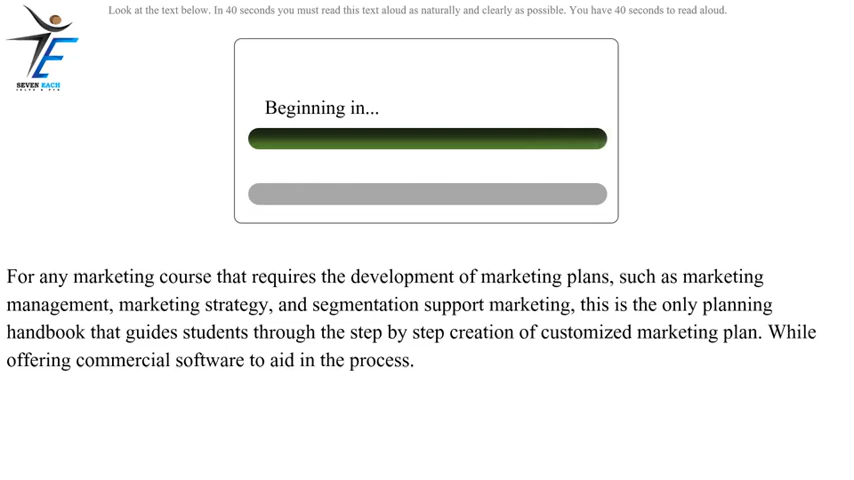 Look at the text below. In 40 seconds you must read this text aloud as naturally and clearly as possible. You have 40 seconds to read aloud.
SEVEN EACH
Beginning in...
For any marketing course that requires the development of marketing plans, such as marketing
management, marketing strategy, and segmentation support marketing, this is the only planning
handbook that guides students through the step by step creation of customized marketing plan. While
offering commercial software to aid in the process.